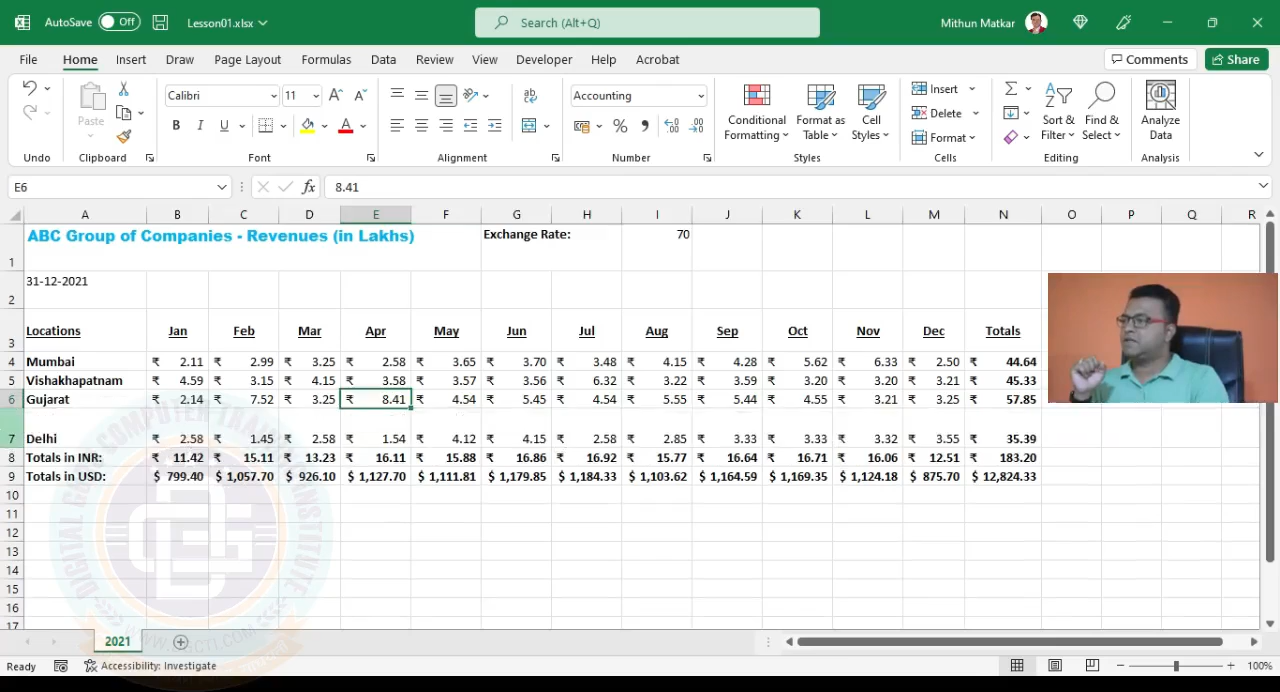 AutoSave Off Lesson01.xlsx Search (Alt+Q) Mithun Matkar
File Home Insert Draw Page Layout Formulas Data Review View Developer Help Acrobat Comments Share
Calibri 11 Accounting Insert
Paste Conditional Formatting Format as Table Cell Styles Delete Sort & Filter Find & Select Analyze Data
Format
Undo Clipboard Font Alignment Number Styles Cells Editing Analysis
E6 fx 8.41
A B C D E F G H I J K L M N O P Q R
1 ABC Group of Companies - Revenues (in Lakhs) Exchange Rate: 70
2 31-12-2021
3 Locations Jan Feb Mar Apr May Jun Jul Aug Sep Oct Nov Dec Totals
4 Mumbai ₹ 2.11 ₹ 2.99 ₹ 3.25 ₹ 2.58 ₹ 3.65 ₹ 3.70 ₹ 3.48 ₹ 4.15 ₹ 4.28 ₹ 5.62 ₹ 6.33 ₹ 2.50 ₹ 44.64
5 Vishakhapatnam ₹ 4.59 ₹ 3.15 ₹ 4.15 ₹ 3.58 ₹ 3.57 ₹ 3.56 ₹ 6.32 ₹ 3.22 ₹ 3.59 ₹ 3.20 ₹ 3.20 ₹ 3.21 ₹ 45.33
6 Gujarat ₹ 2.14 ₹ 7.52 ₹ 3.25 ₹ 8.41 ₹ 4.54 ₹ 5.45 ₹ 4.54 ₹ 5.55 ₹ 5.44 ₹ 4.55 ₹ 3.21 ₹ 3.25 ₹ 57.85
7 Delhi ₹ 2.58 ₹ 1.45 ₹ 2.58 ₹ 1.54 ₹ 4.12 ₹ 4.15 ₹ 2.58 ₹ 2.85 ₹ 3.33 ₹ 3.33 ₹ 3.32 ₹ 3.55 ₹ 35.39
8 Totals in INR: ₹ 11.42 ₹ 15.11 ₹ 13.23 ₹ 16.11 ₹ 15.88 ₹ 16.86 ₹ 16.92 ₹ 15.77 ₹ 16.64 ₹ 16.71 ₹ 16.06 ₹ 12.51 ₹ 183.20
9 Totals in USD: $ 799.40 $ 1,057.70 $ 926.10 $ 1,127.70 $ 1,111.81 $ 1,179.85 $ 1,184.33 $ 1,103.62 $ 1,164.59 $ 1,169.35 $ 1,124.18 $ 875.70 $ 12,824.33
10
11
12
13
14
15
16
17
DIGITAL GOC COMPUTER TRAINING INSTITUTE
WWW.DGCTI.COM
2021
Ready Accessibility: Investigate 100%